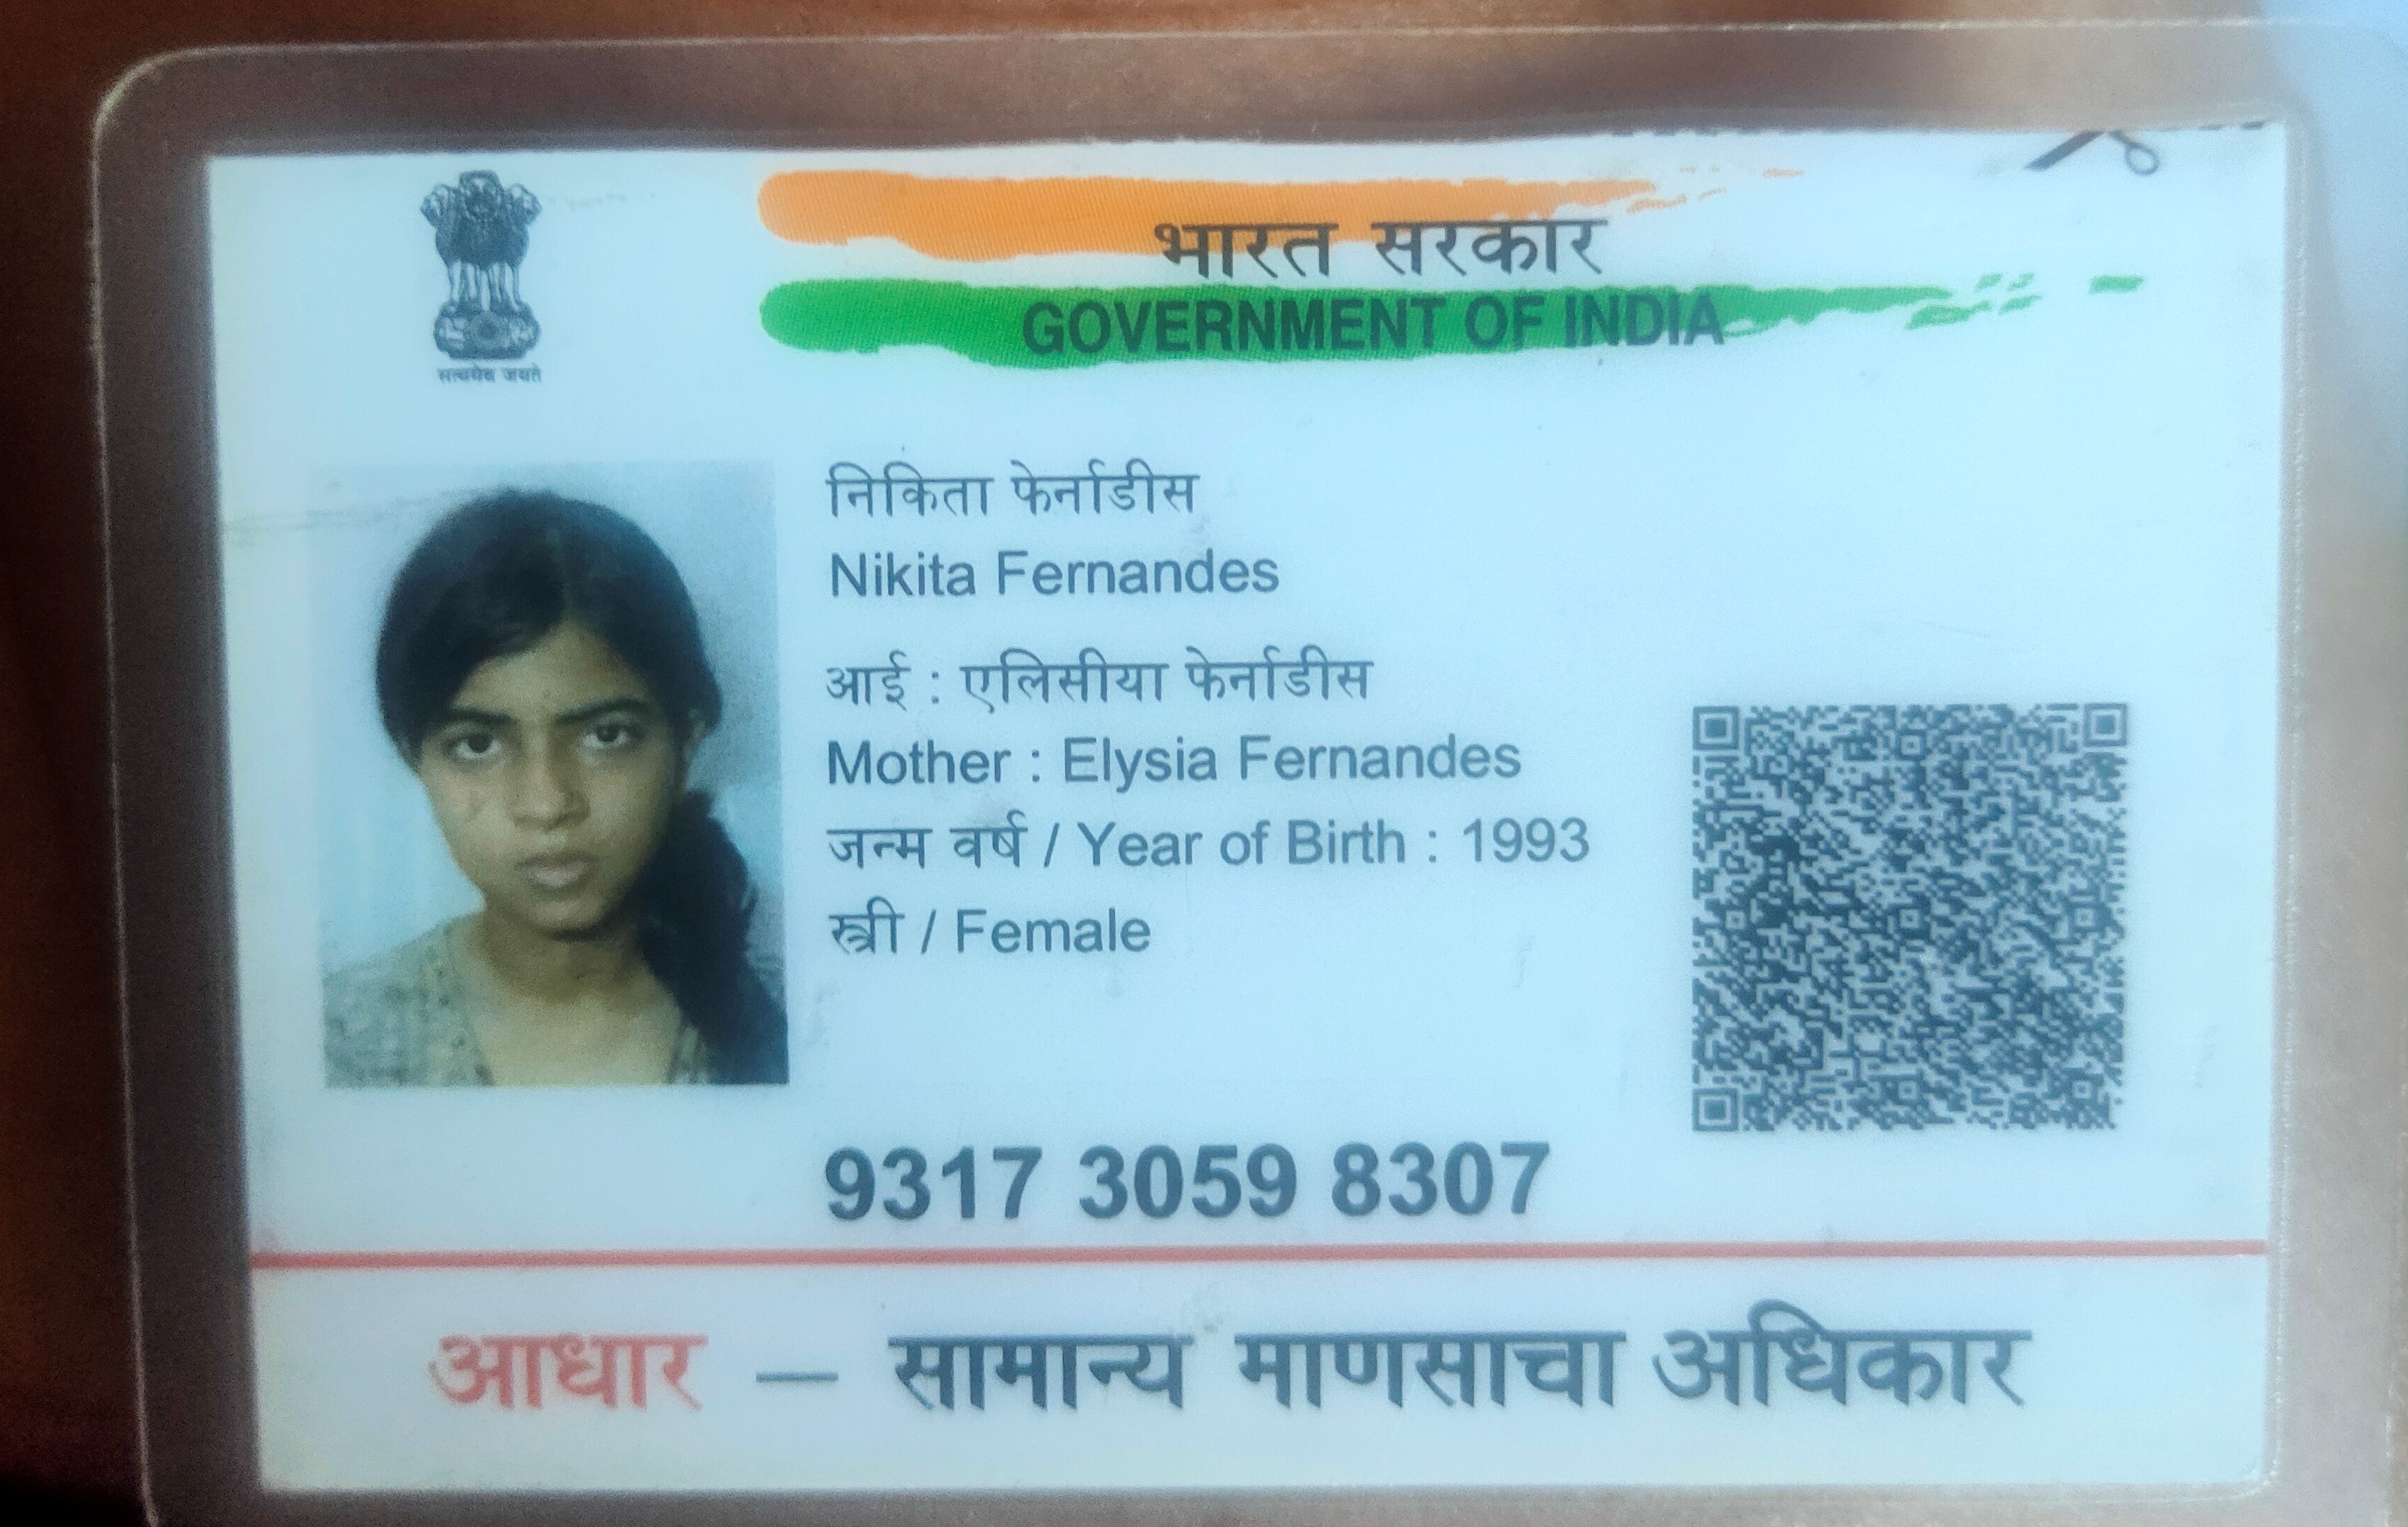 सत्यमेव जयते
भारत सरकार
GOVERNMENT OF INDIA
निकिता फेर्नाडीस
Nikita Fernandes
आई : एलिसीया फेर्नाडीस
Mother : Elysia Fernandes
जन्म वर्ष / Year of Birth : 1993
स्त्री / Female
9317 3059 8307
आधार — सामान्य माणसाचा अधिकार